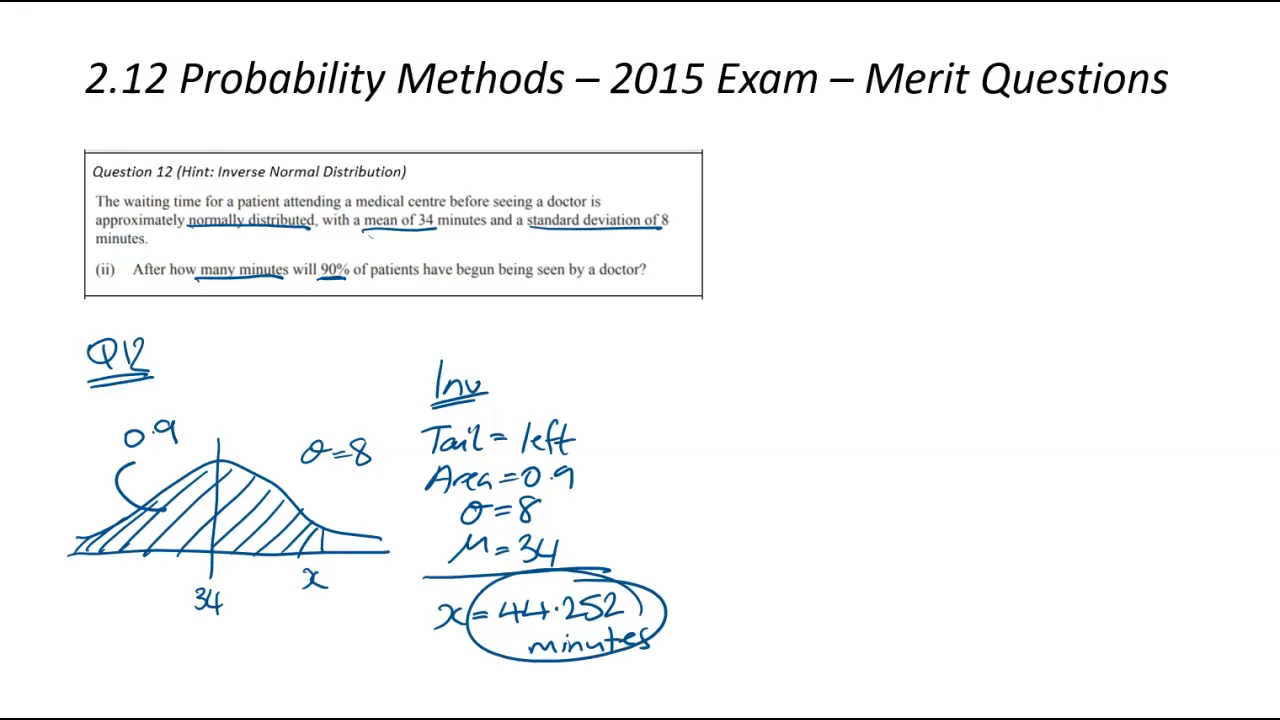 2.12 Probability Methods – 2015 Exam – Merit Questions
Question 12 (Hint: Inverse Normal Distribution)
The waiting time for a patient attending a medical centre before seeing a doctor is
approximately normally distributed, with a mean of 34 minutes and a standard deviation of 8
minutes.
(ii) After how many minutes will 90% of patients have begun being seen by a doctor?
Q12
0.9
σ=8
34
x
Inv
Tail = left
Area = 0.9
σ = 8
μ = 34
x = 44.252
minutes